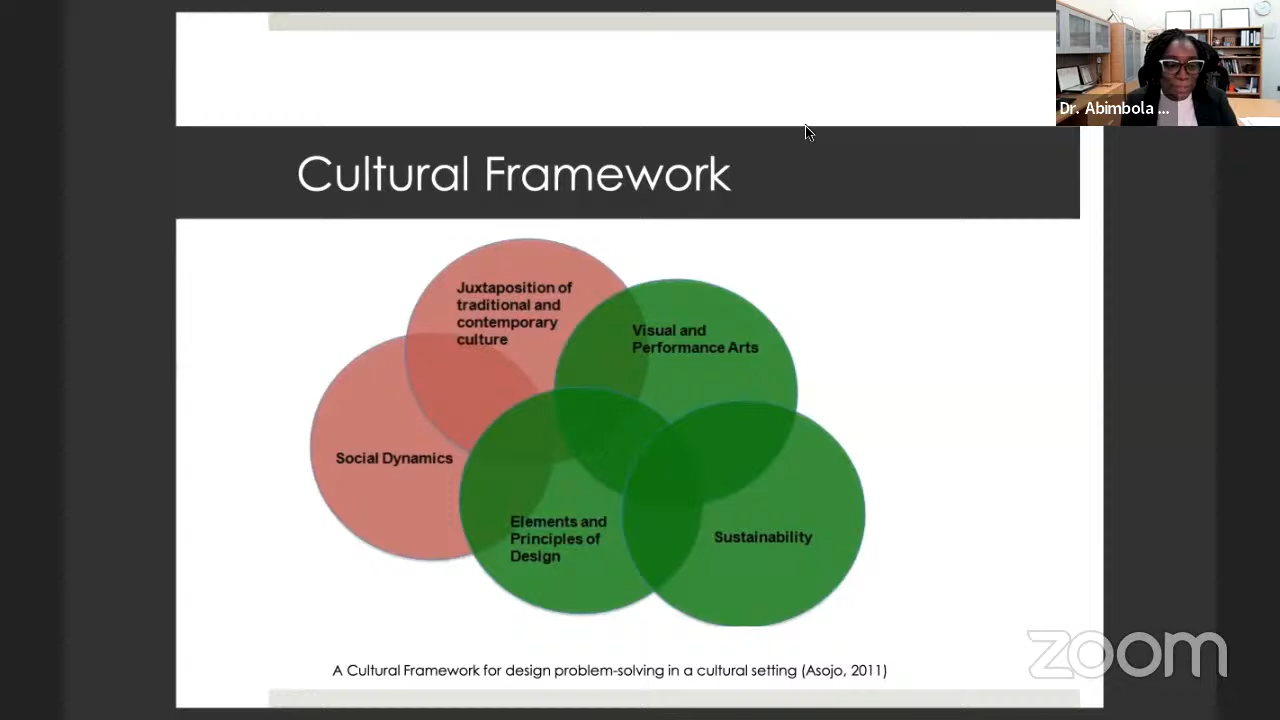 Dr. Abimbola ...
Cultural Framework
Juxtaposition of
traditional and
contemporary
culture
Visual and
Performance Arts
Social Dynamics
Elements and
Principles of
Design
Sustainability
A Cultural Framework for design problem-solving in a cultural setting (Asojo, 2011)
zoom